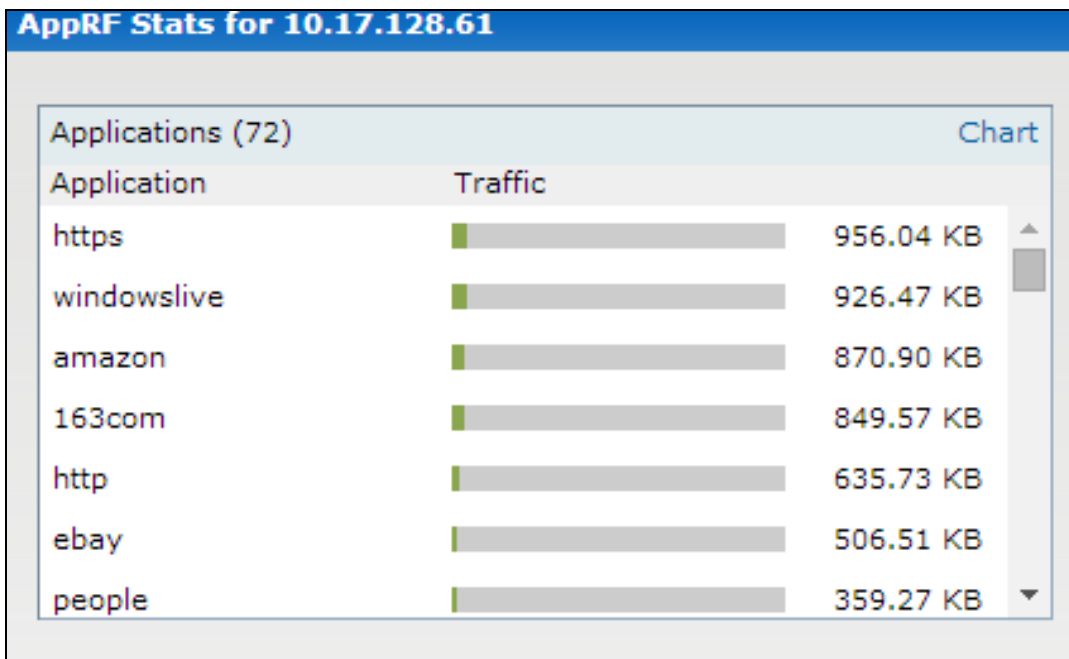 AppRF Stats for 10.17.128.61
Applications (72) Chart
Application Traffic
https 956.04 KB
windowslive 926.47 KB
amazon 870.90 KB
163com 849.57 KB
http 635.73 KB
ebay 506.51 KB
people 359.27 KB